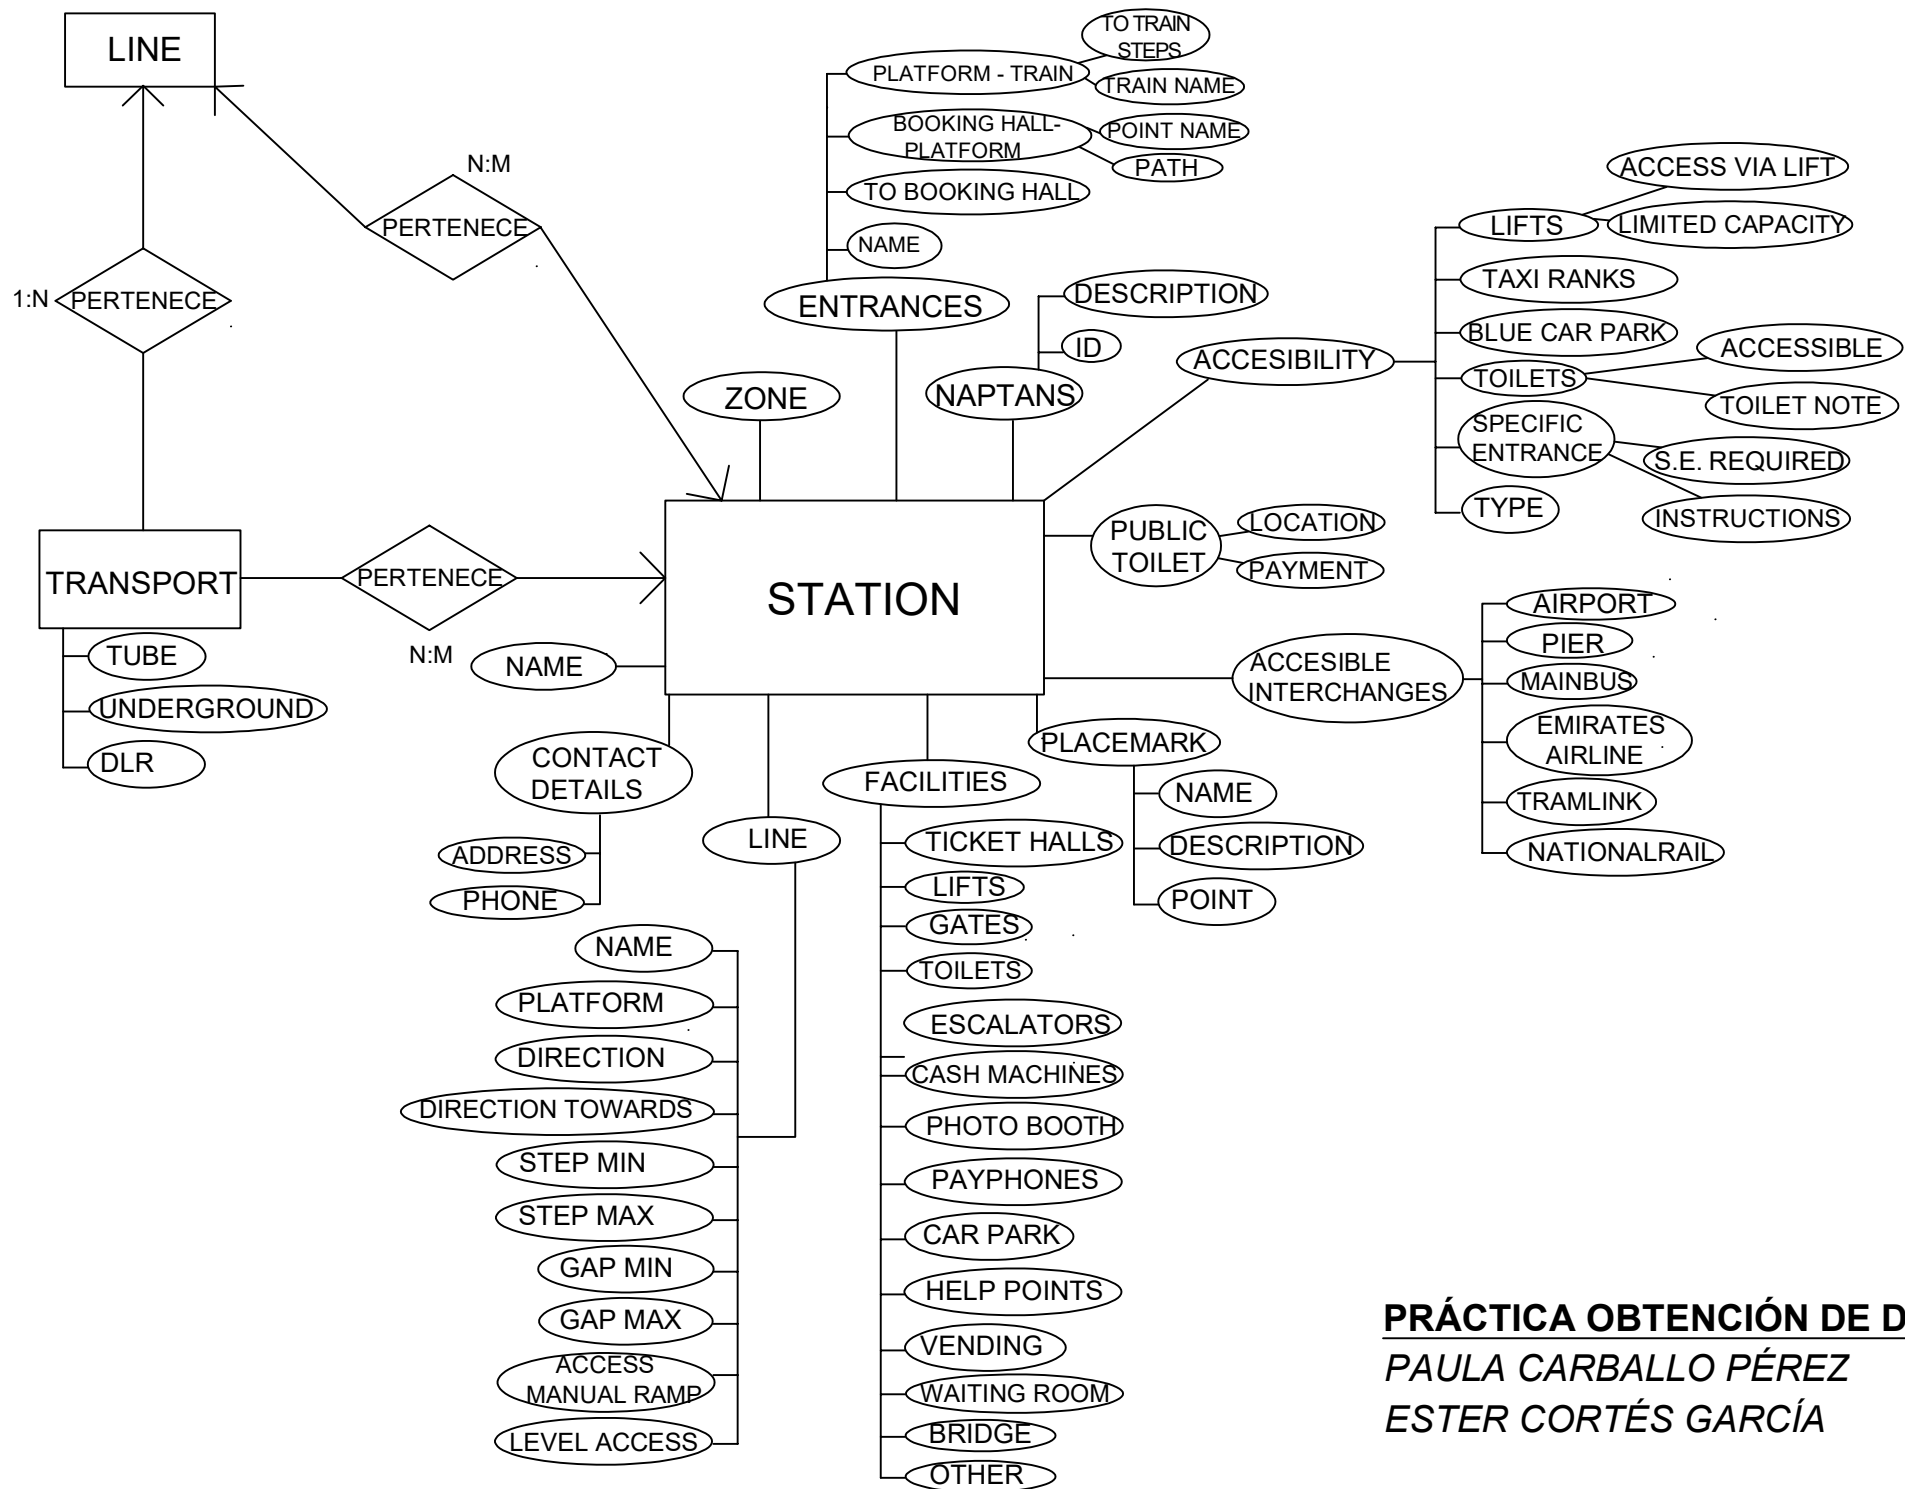 LINE
N:M
PERTENECE
1:N
PERTENECE
TRANSPORT
TUBE
UNDERGROUND
DLR
PERTENECE
N:M
TO TRAIN
STEPS
PLATFORM - TRAIN
TRAIN NAME
BOOKING HALL-
PLATFORM
POINT NAME
PATH
TO BOOKING HALL
NAME
ENTRANCES
ZONE
DESCRIPTION
ID
NAPTANS
ACCESIBILITY
ACCESS VIA LIFT
LIFTS
LIMITED CAPACITY
TAXI RANKS
BLUE CAR PARK
ACCESSIBLE
TOILETS
TOILET NOTE
SPECIFIC
ENTRANCE
S.E. REQUIRED
TYPE
INSTRUCTIONS
STATION
PUBLIC
TOILET
LOCATION
PAYMENT
ACCESIBLE
INTERCHANGES
AIRPORT
PIER
MAINBUS
EMIRATES
AIRLINE
TRAMLINK
NATIONALRAIL
NAME
CONTACT
DETAILS
ADDRESS
PHONE
LINE
NAME
PLATFORM
DIRECTION
DIRECTION TOWARDS
STEP MIN
STEP MAX
GAP MIN
GAP MAX
ACCESS
MANUAL RAMP
LEVEL ACCESS
FACILITIES
TICKET HALLS
LIFTS
GATES
TOILETS
ESCALATORS
CASH MACHINES
PHOTO BOOTH
PAYPHONES
CAR PARK
HELP POINTS
VENDING
WAITING ROOM
BRIDGE
OTHER
PLACEMARK
NAME
DESCRIPTION
POINT
PRÁCTICA OBTENCIÓN DE D
PAULA CARBALLO PÉREZ
ESTER CORTÉS GARCÍA